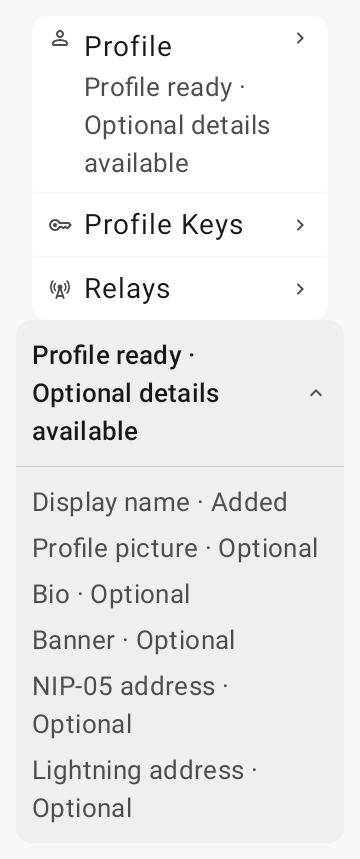 Profile
Profile ready ·
Optional details
available
Profile Keys
Relays
Profile ready ·
Optional details
available
Display name · Added
Profile picture · Optional
Bio · Optional
Banner · Optional
NIP-05 address ·
Optional
Lightning address ·
Optional